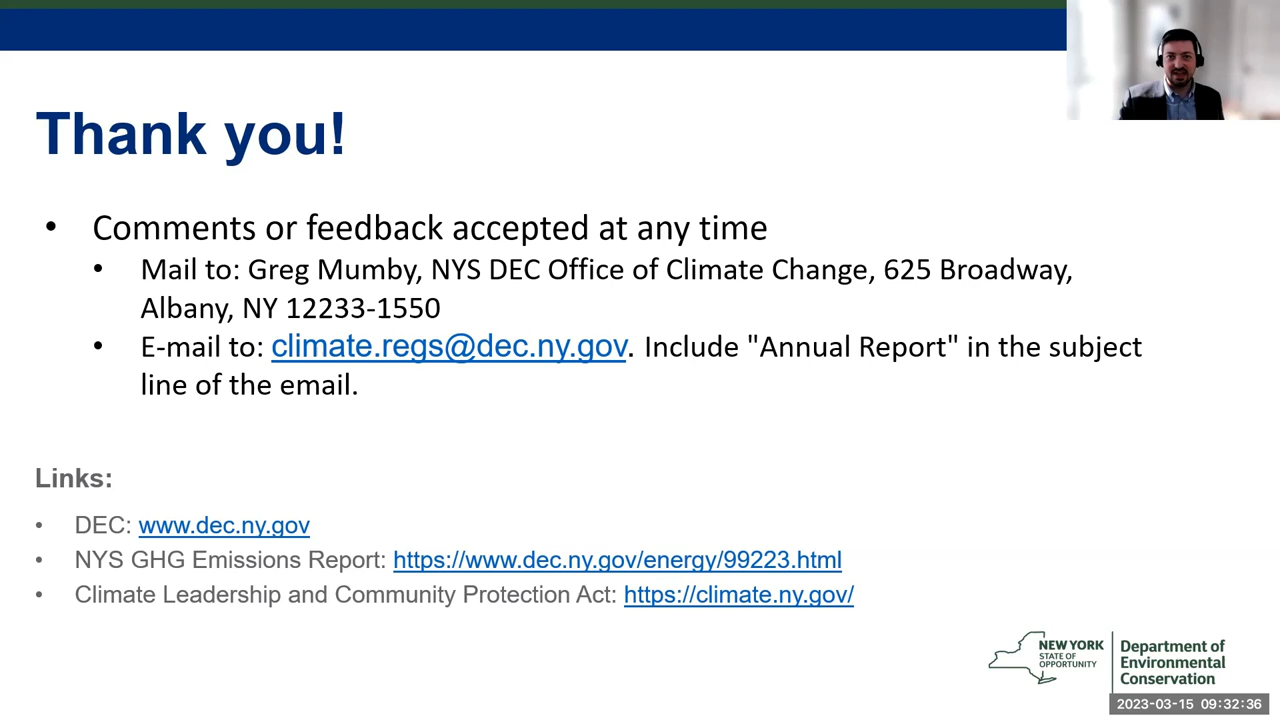 Thank you!
• Comments or feedback accepted at any time
• Mail to: Greg Mumby, NYS DEC Office of Climate Change, 625 Broadway,
Albany, NY 12233-1550
• E-mail to: climate.regs@dec.ny.gov. Include "Annual Report" in the subject
line of the email.
Links:
• DEC: www.dec.ny.gov
• NYS GHG Emissions Report: https://www.dec.ny.gov/energy/99223.html
• Climate Leadership and Community Protection Act: https://climate.ny.gov/
NEW YORK
STATE OF
OPPORTUNITY
Department of
Environmental
Conservation
2023-03-15 09:32:36